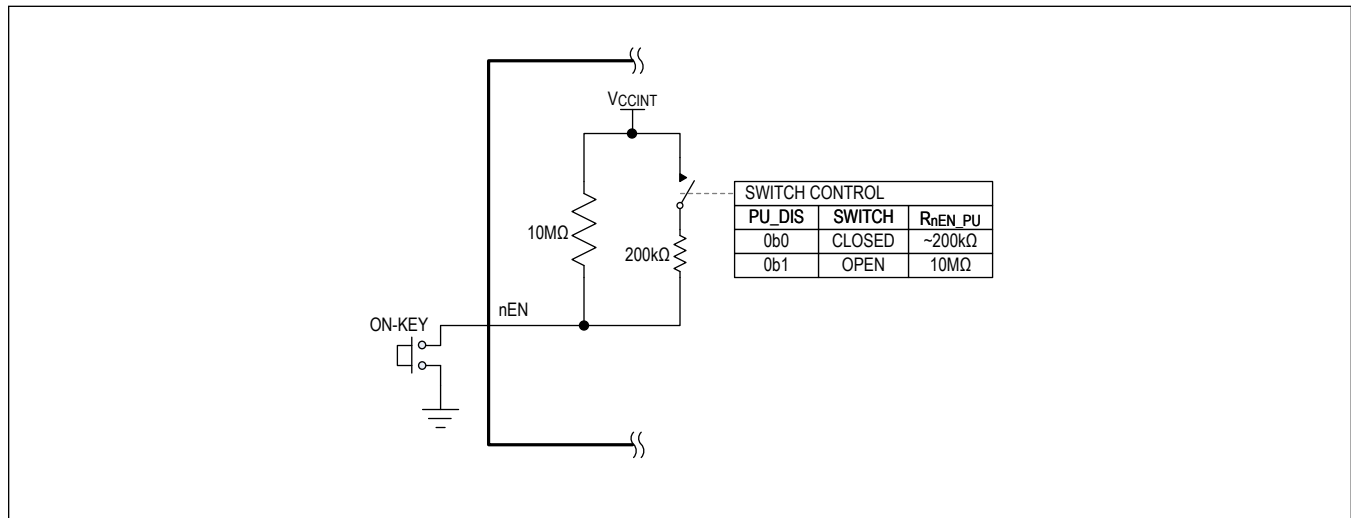 VCCINT
10MΩ
200kΩ
SWITCH CONTROL
PU_DIS SWITCH RnEN_PU
0b0 CLOSED ~200kΩ
0b1 OPEN 10MΩ
nEN
ON-KEY